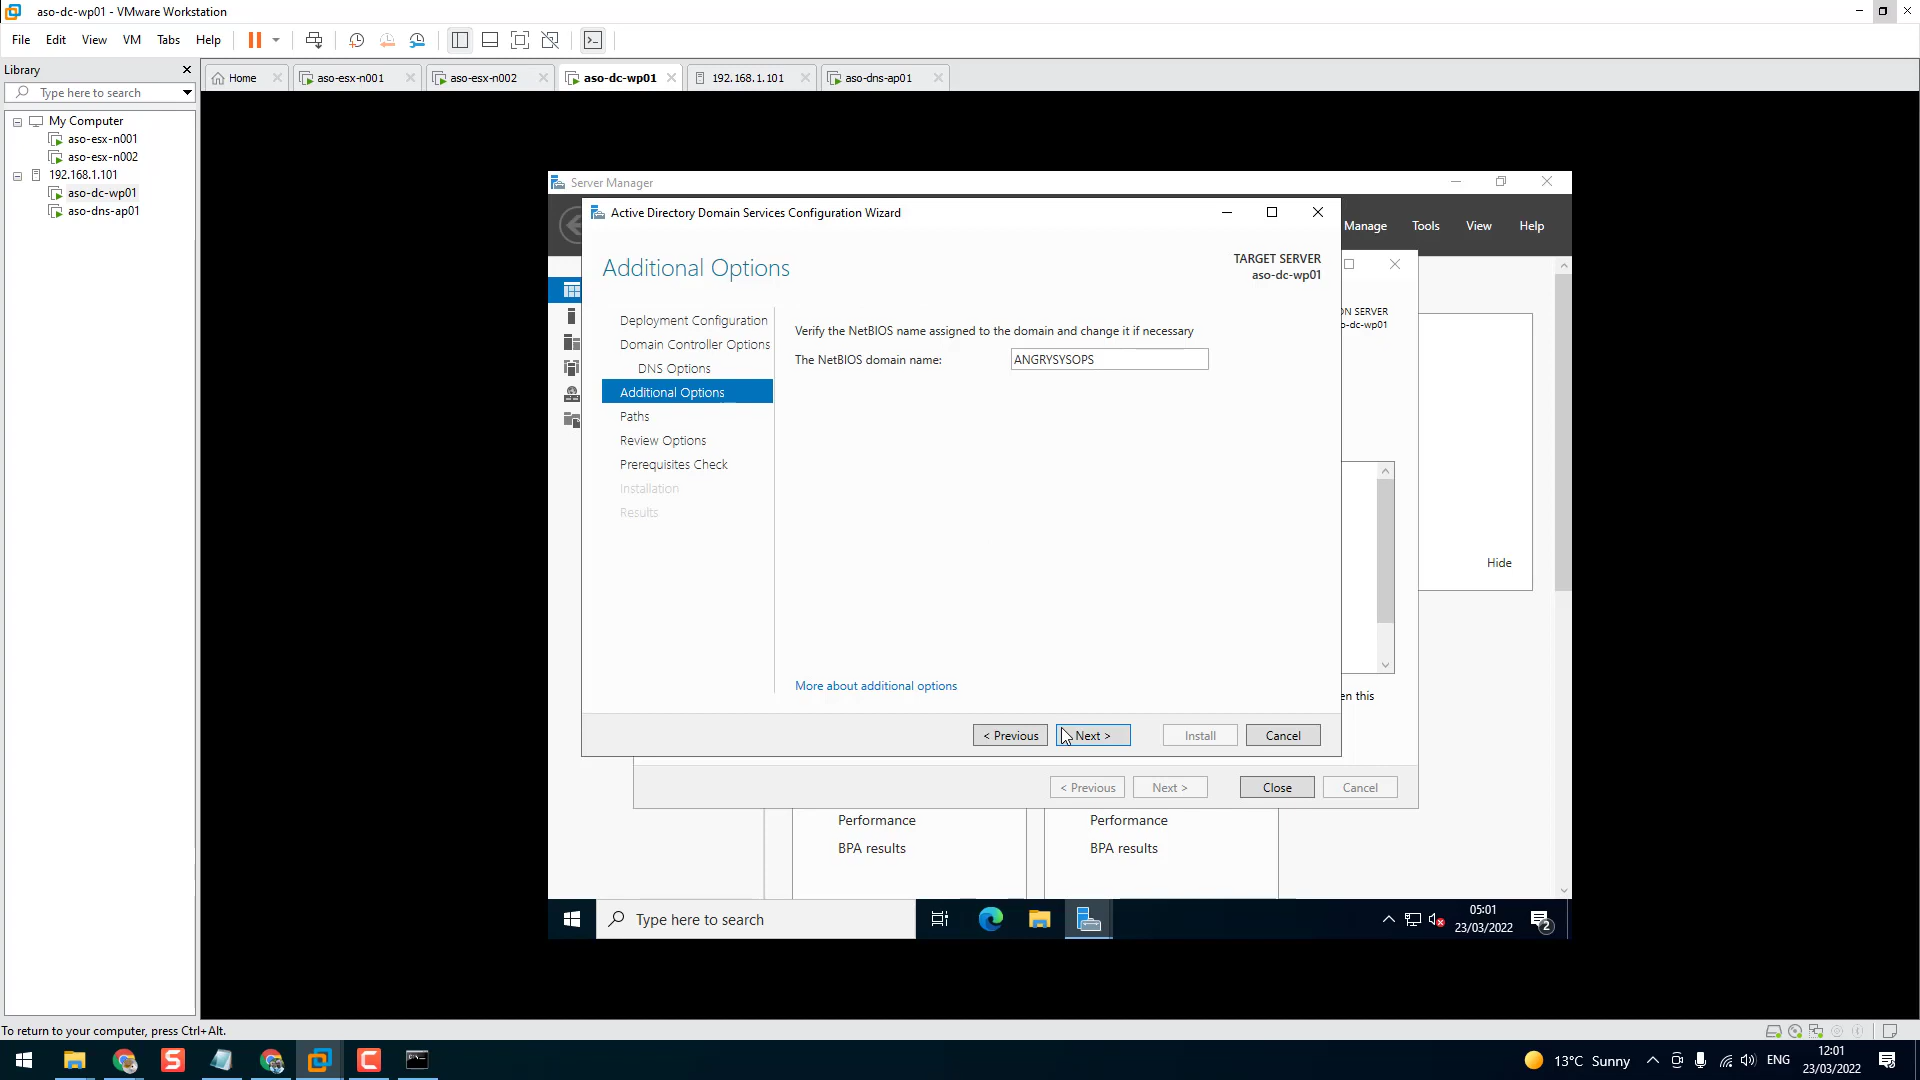 aso-dc-wp01 - VMware Workstation
File Edit View VM Tabs Help
Library
Home aso-esx-n001 aso-esx-n002 aso-dc-wp01 192.168.1.101 aso-dns-ap01
Type here to search
My Computer
aso-esx-n001
aso-esx-n002
192.168.1.101
aso-dc-wp01
aso-dns-ap01
Server Manager
Active Directory Domain Services Configuration Wizard
Manage Tools View Help
Additional Options
TARGET SERVER
aso-dc-wp01
ON SERVER
o-dc-wp01
Deployment Configuration
Domain Controller Options
DNS Options
Additional Options
Paths
Review Options
Prerequisites Check
Installation
Results
Verify the NetBIOS name assigned to the domain and change it if necessary
The NetBIOS domain name: ANGRYSYSOPS
Hide
More about additional options
en this
< Previous Next > Install Cancel
< Previous Next > Close Cancel
Performance Performance
BPA results BPA results
Type here to search
05:01
23/03/2022
2
To return to your computer, press Ctrl+Alt.
13°C Sunny
ENG
12:01
23/03/2022